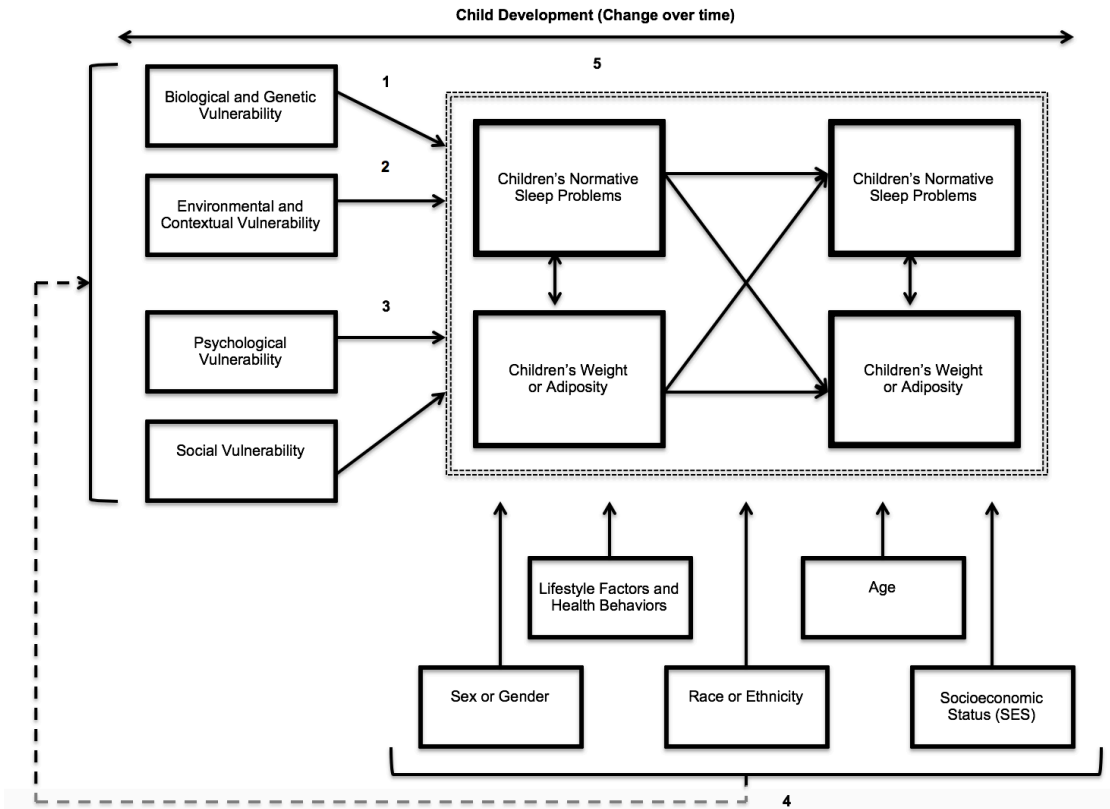 Child Development (Change over time)
5
1
Biological and Genetic
Vulnerability
2
Environmental and
Contextual Vulnerability
3
Psychological
Vulnerability
Social Vulnerability
Children's Normative
Sleep Problems
Children's Normative
Sleep Problems
Children's Weight
or Adiposity
Children's Weight
or Adiposity
Lifestyle Factors and
Health Behaviors
Age
Sex or Gender
Race or Ethnicity
Socioeconomic
Status (SES)
4